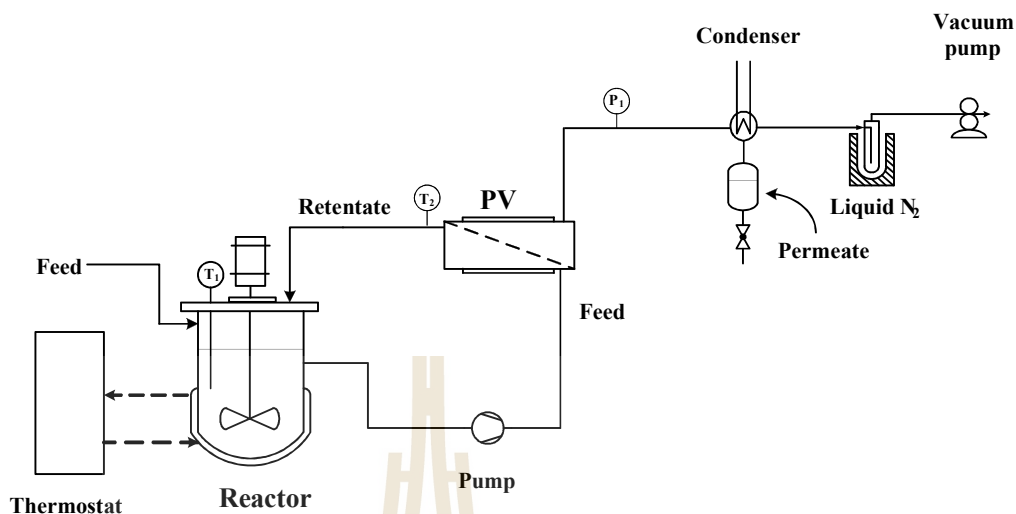 Vacuum
pump
Condenser
P1
Liquid N2
Permeate
PV
T2
Retentate
Feed
T1
Feed
Pump
Reactor
Thermostat